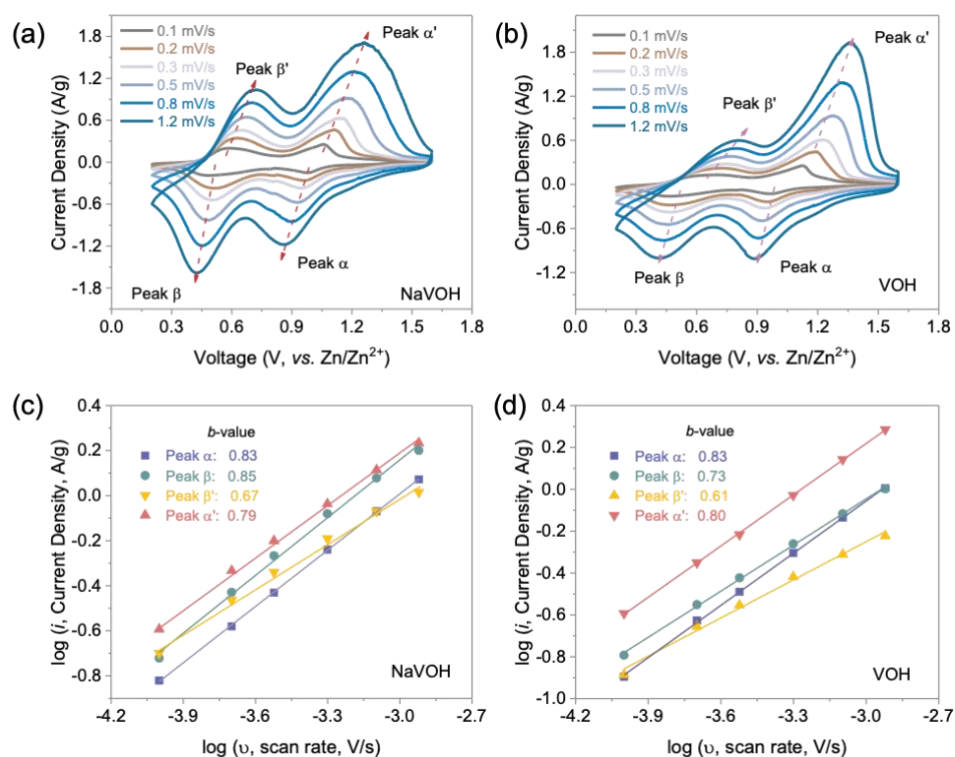 (a)
0.1 mV/s
0.2 mV/s
0.3 mV/s
0.5 mV/s
0.8 mV/s
1.2 mV/s
Peak α'
Peak β'
Peak α
Peak β
NaVOH
Current Density (A/g)
1.8
1.2
0.6
0.0
-0.6
-1.2
-1.8
0.0 0.3 0.6 0.9 1.2 1.5 1.8
Voltage (V, vs. Zn/Zn²⁺)
(b)
0.1 mV/s
0.2 mV/s
0.3 mV/s
0.5 mV/s
0.8 mV/s
1.2 mV/s
Peak α'
Peak β'
Peak β
Peak α
VOH
Current Density (A/g)
1.8
1.2
0.6
0.0
-0.6
-1.2
0.0 0.3 0.6 0.9 1.2 1.5 1.8
Voltage (V, vs. Zn/Zn²⁺)
(c)
b-value
Peak α: 0.83
Peak β: 0.85
Peak β': 0.67
Peak α': 0.79
NaVOH
log (i, Current Density, A/g)
0.4
0.2
0.0
-0.2
-0.4
-0.6
-0.8
-4.2 -3.9 -3.6 -3.3 -3.0 -2.7
log (υ, scan rate, V/s)
(d)
b-value
Peak α: 0.83
Peak β: 0.73
Peak β': 0.61
Peak α': 0.80
VOH
log (i, Current Density, A/g)
0.4
0.2
0.0
-0.2
-0.4
-0.6
-0.8
-1.0
-4.2 -3.9 -3.6 -3.3 -3.0 -2.7
log (υ, scan rate, V/s)